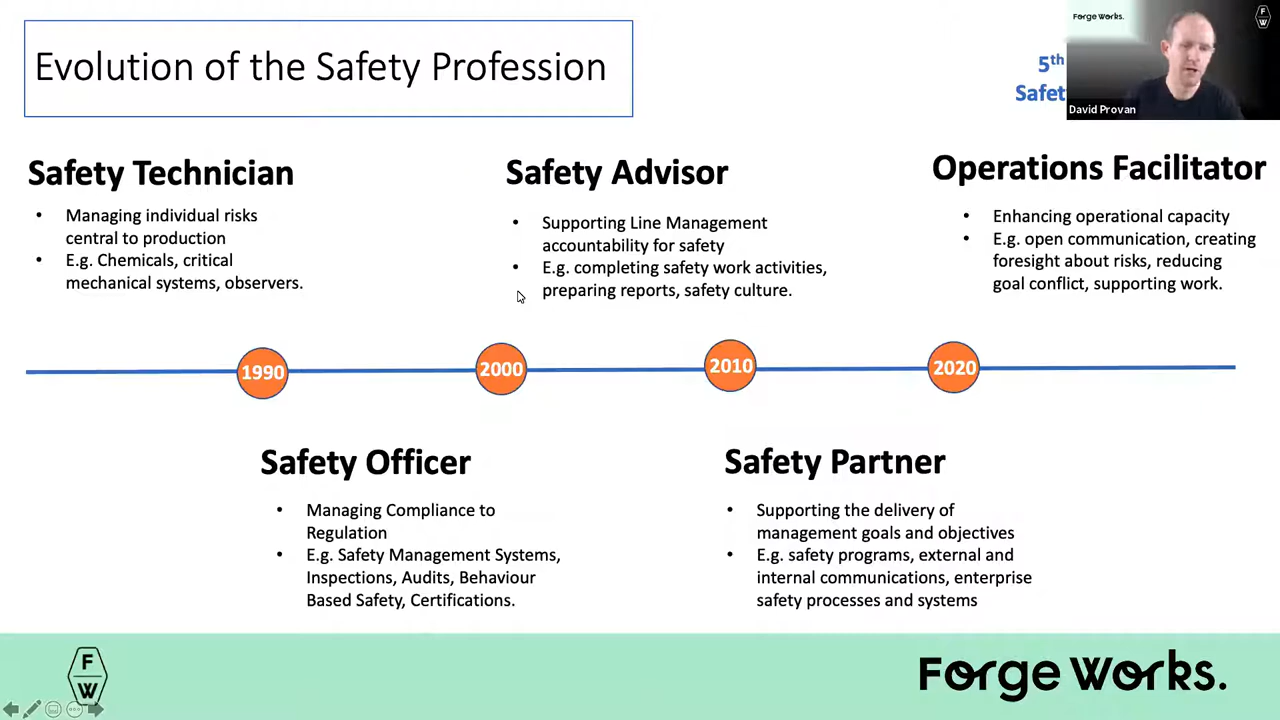 Evolution of the Safety Profession
Forge Works.
F
W
David Provan
5th
Safet
Safety Technician
• Managing individual risks
central to production
• E.g. Chemicals, critical
mechanical systems, observers.
Safety Advisor
• Supporting Line Management
accountability for safety
• E.g. completing safety work activities,
preparing reports, safety culture.
Operations Facilitator
• Enhancing operational capacity
• E.g. open communication, creating
foresight about risks, reducing
goal conflict, supporting work.
1990
2000
2010
2020
Safety Officer
• Managing Compliance to
Regulation
• E.g. Safety Management Systems,
Inspections, Audits, Behaviour
Based Safety, Certifications.
Safety Partner
• Supporting the delivery of
management goals and objectives
• E.g. safety programs, external and
internal communications, enterprise
safety processes and systems
F
W
Forge Works.